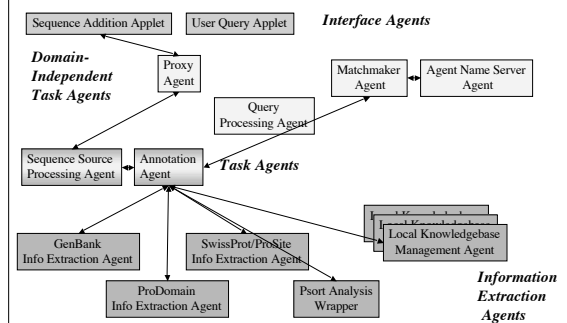 Sequence Addition Applet
User Query Applet
Interface Agents
Domain-
Independent
Task Agents
Proxy
Agent
Matchmaker
Agent
Agent Name Server
Agent
Query
Processing Agent
Sequence Source
Processing Agent
Annotation
Agent
Task Agents
Local Knowledgebase
Management Agent
GenBank
Info Extraction Agent
SwissProt/ProSite
Info Extraction Agent
ProDomain
Info Extraction Agent
Psort Analysis
Wrapper
Information
Extraction
Agents